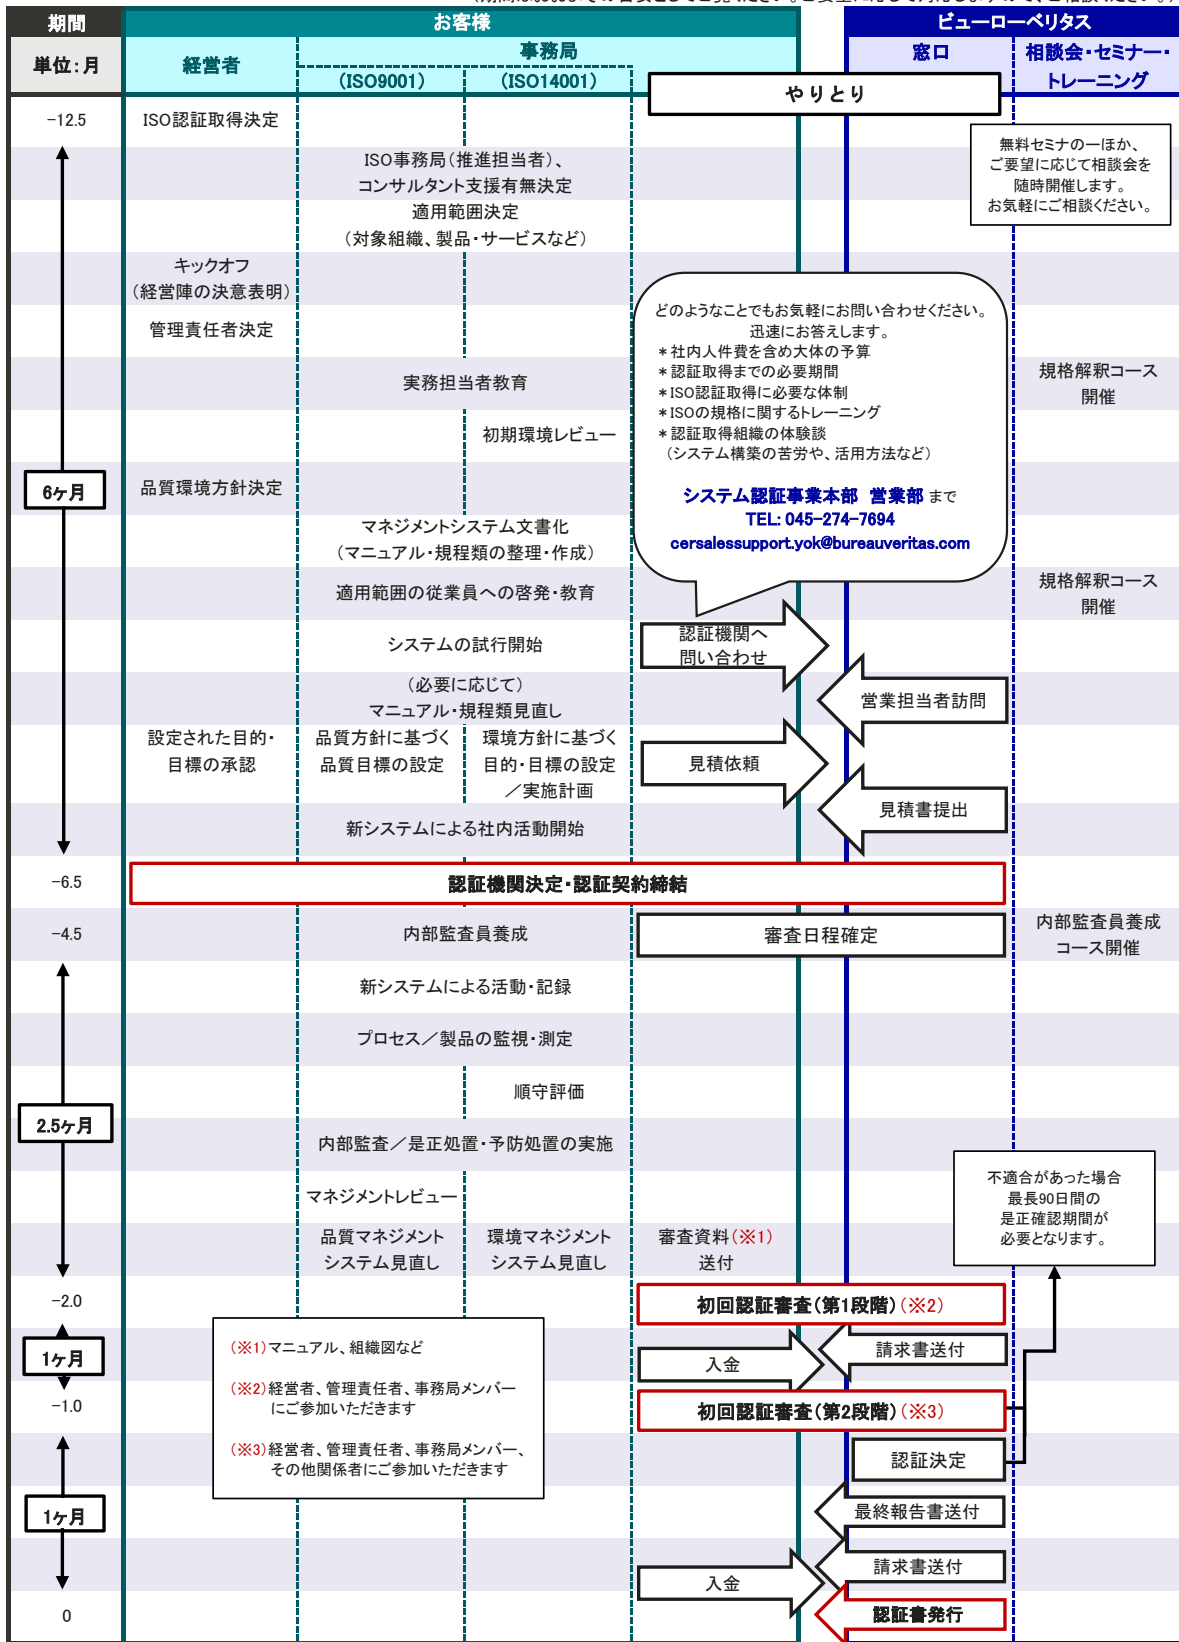 期間
お客様
ビューローベリタス
単位：月
経営者
事務局
（ISO9001）
（ISO14001）
窓口
相談会・セミナー・
トレーニング
やりとり
-12.5
ISO認証取得決定
無料セミナの一ほか、
ご要望に応じて相談会を
随時開催します。
お気軽にご相談ください。
ISO事務局（推進担当者）、
コンサルタント支援有無決定
適用範囲決定
（対象組織、製品・サービスなど）
キックオフ
（経営陣の決意表明）
管理責任者決定
どのようなことでもお気軽にお問い合わせください。
迅速にお答えします。
＊社内人件費を含め大体の予算
＊認証取得までの必要期間
＊ISO認証取得に必要な体制
＊ISOの規格に関するトレーニング
＊認証取得組織の体験談
（システム構築の苦労や、活用方法など）
システム認証事業本部　営業部 まで
TEL: 045-274-7694
cersalessupport.yok@bureauveritas.com
実務担当者教育
規格解釈コース
開催
初期環境レビュー
6ヶ月
品質環境方針決定
マネジメントシステム文書化
（マニュアル・規程類の整理・作成）
適用範囲の従業員への啓発・教育
規格解釈コース
開催
システムの試行開始
認証機関へ
問い合わせ
（必要に応じて）
マニュアル・規程類見直し
営業担当者訪問
設定された目的・
目標の承認
品質方針に基づく
品質目標の設定
環境方針に基づく
目的・目標の設定
／実施計画
見積依頼
見積書提出
新システムによる社内活動開始
-6.5
認証機関決定・認証契約締結
-4.5
内部監査員養成
審査日程確定
内部監査員養成
コース開催
新システムによる活動・記録
プロセス／製品の監視・測定
順守評価
2.5ヶ月
内部監査／是正処置・予防処置の実施
マネジメントレビュー
不適合があった場合
最長90日間の
是正確認期間が
必要となります。
品質マネジメント
システム見直し
環境マネジメント
システム見直し
審査資料（※1）
送付
-2.0
初回認証審査（第1段階）（※2）
1ヶ月
請求書送付
入金
-1.0
初回認証審査（第2段階）（※3）
（※1）マニュアル、組織図など
（※2）経営者、管理責任者、事務局メンバー
にご参加いただきます
（※3）経営者、管理責任者、事務局メンバー、
その他関係者にご参加いただきます
認証決定
1ヶ月
最終報告書送付
請求書送付
入金
0
認証書発行